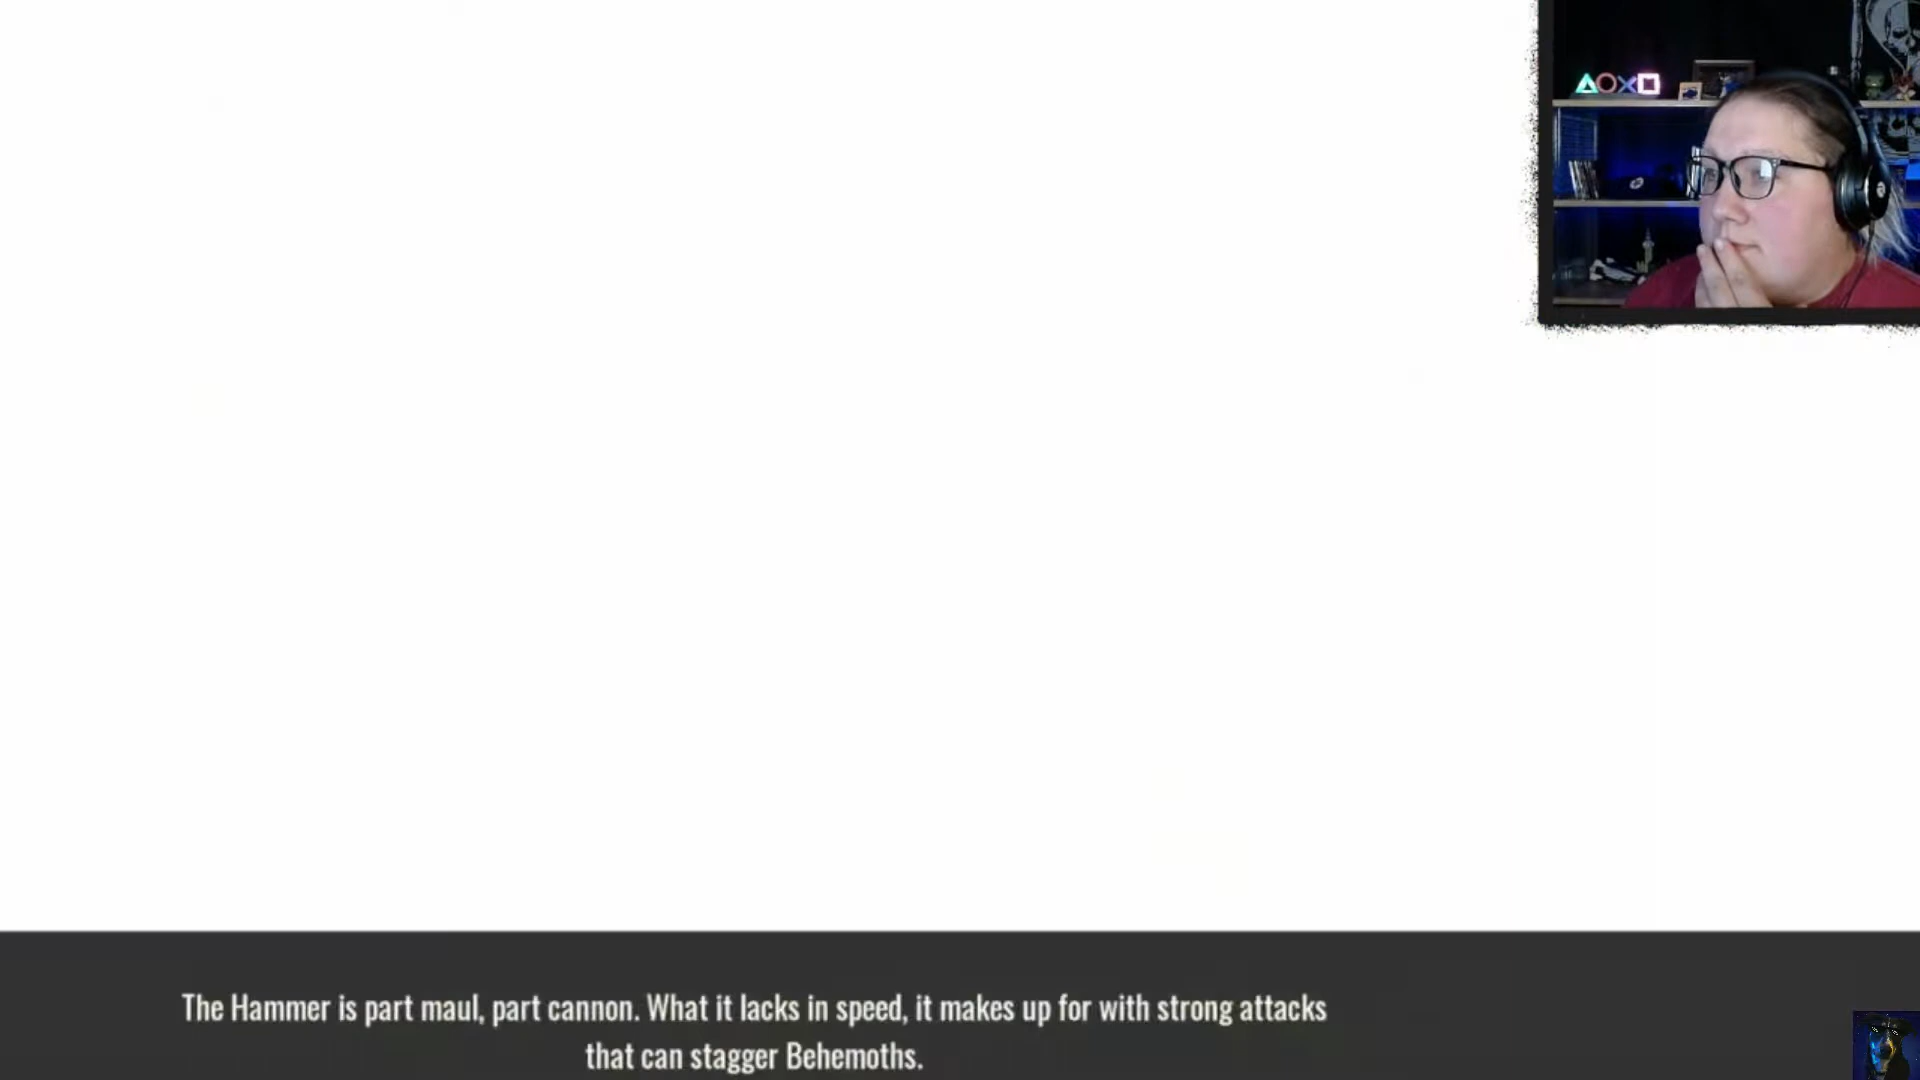 The Hammer is part maul, part cannon. What it lacks in speed, it makes up for with strong attacks
that can stagger Behemoths.